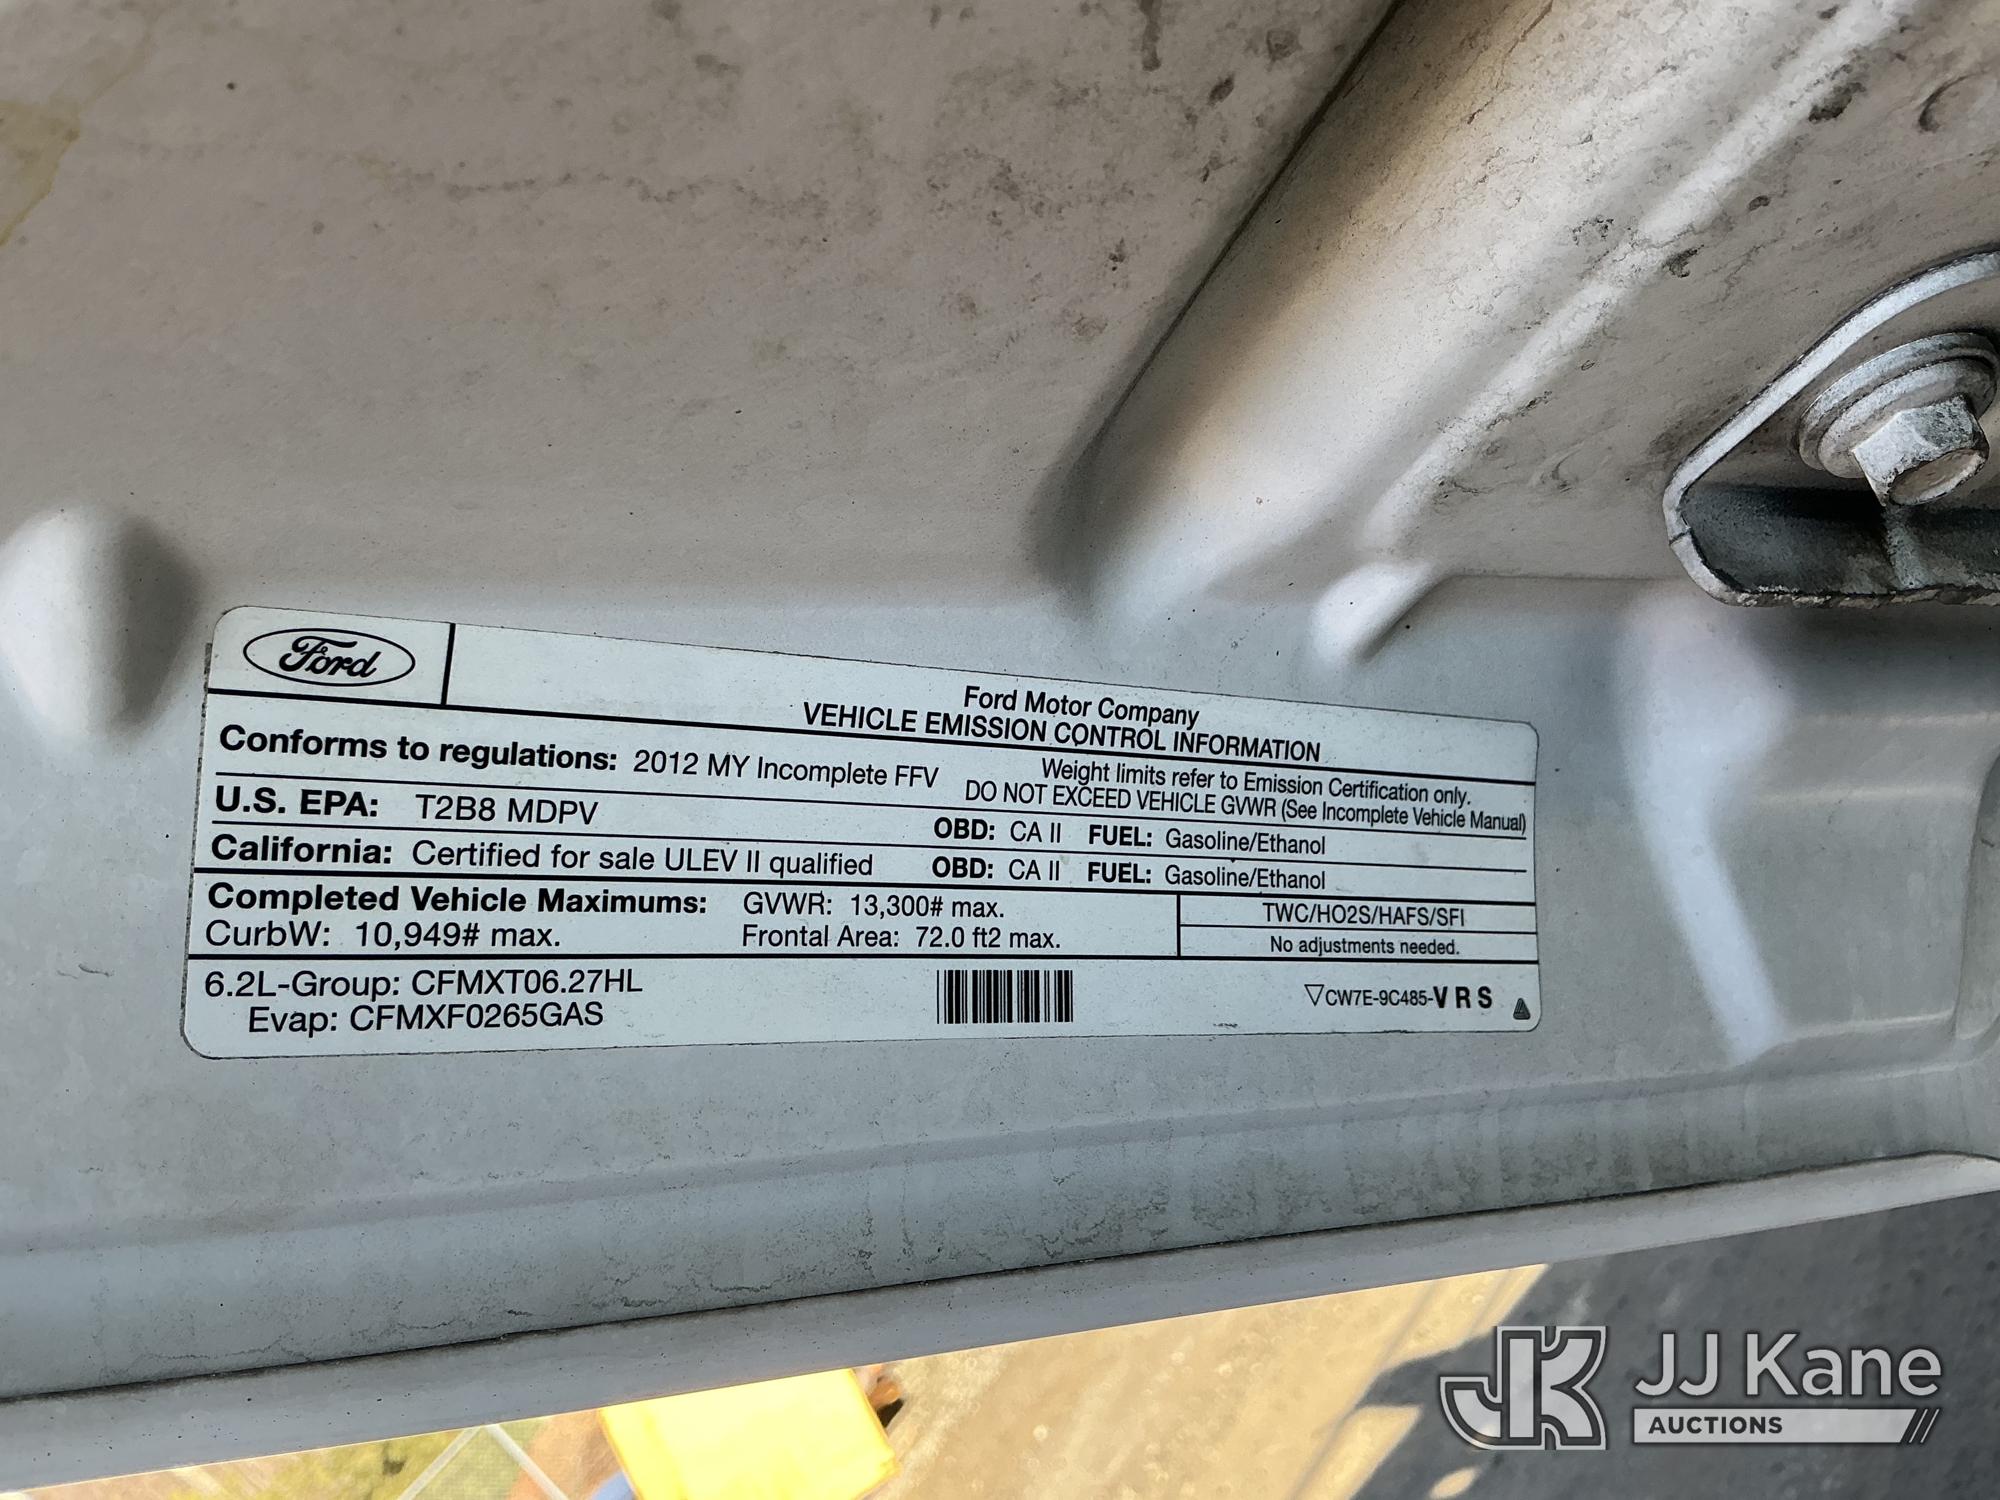 Ford
Ford Motor Company
VEHICLE EMISSION CONTROL INFORMATION
Conforms to regulations: 2012 MY Incomplete FFV
Weight limits refer to Emission Certification only.
DO NOT EXCEED VEHICLE GVWR (See Incomplete Vehicle Manual)
U.S. EPA: T2B8 MDPV OBD: CA II FUEL: Gasoline/Ethanol
California: Certified for sale ULEV II qualified OBD: CA II FUEL: Gasoline/Ethanol
Completed Vehicle Maximums: GVWR: 13,300# max.
CurbW: 10,949# max. Frontal Area: 72.0 ft2 max.
TWC/HO2S/HAFS/SFI
No adjustments needed.
6.2L-Group: CFMXT06.27HL
Evap: CFMXF0265GAS
▽CW7E-9C485-VRS
JK
JJ Kane
AUCTIONS